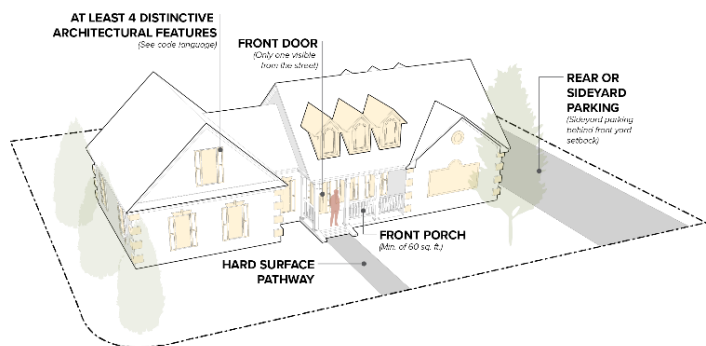 AT LEAST 4 DISTINCTIVE
ARCHITECTURAL FEATURES
(See code language)
FRONT DOOR
(Only one visible
from the street)
REAR OR
SIDEYARD
PARKING
(Sideyard parking
behind front yard
setback)
FRONT PORCH
(Min. of 60 sq. ft.)
HARD SURFACE
PATHWAY